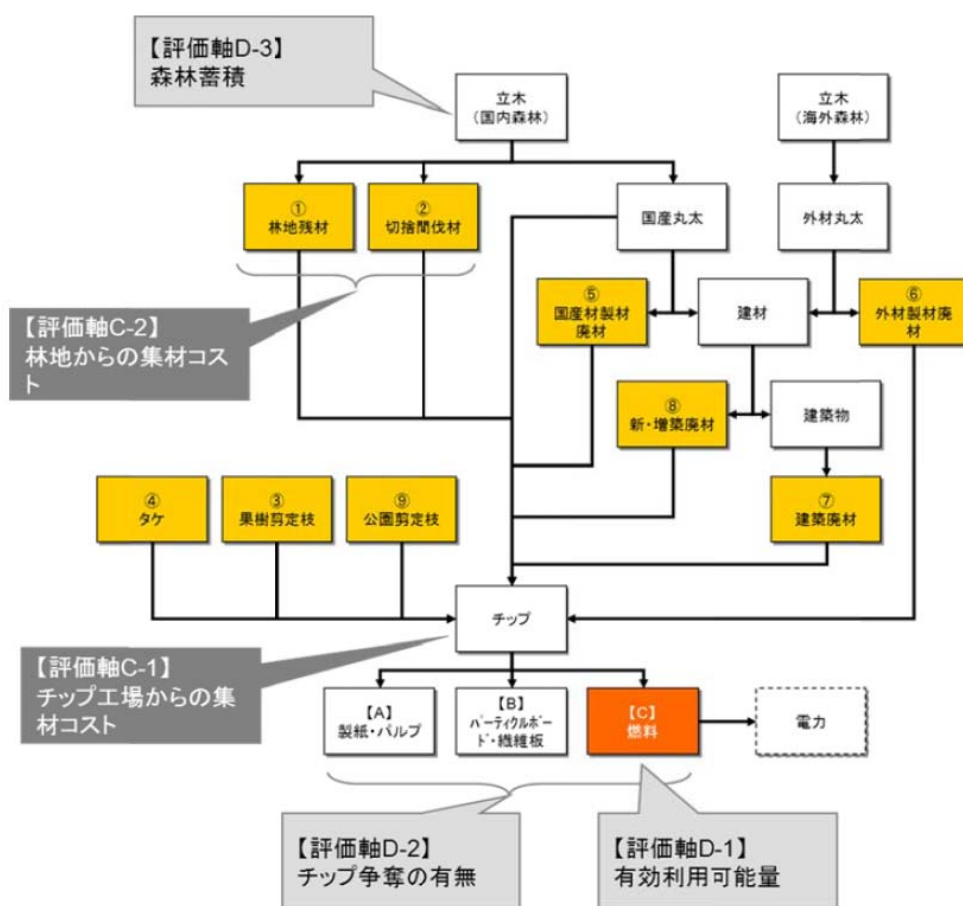 【評価軸D-3】
森林蓄積
立木
(国内森林)
立木
(海外森林)
①
林地残材
②
切捨間伐材
国産丸太
外材丸太
【評価軸C-2】
林地からの集材コス
ト
⑤
国産材製材
廃材
建材
⑥
外材製材廃
材
⑧
新・増築廃材
建築物
④
タケ
③
果樹剪定枝
⑨
公園剪定枝
⑦
建築廃材
チップ
【評価軸C-1】
チップ工場からの集
材コスト
【A】
製紙・パルプ
【B】
パーティクルボー
ド・繊維板
【C】
燃料
電力
【評価軸D-2】
チップ争奪の有無
【評価軸D-1】
有効利用可能量